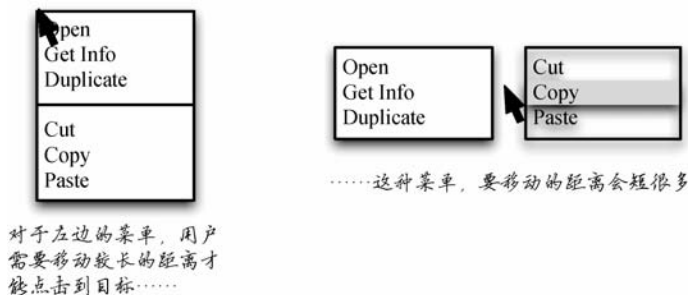 Open
Get Info
Duplicate
Cut
Copy
Paste
对于左边的菜单，用户
需要移动较长的距离才
能点击到目标……
Open
Get Info
Duplicate
Cut
Copy
Paste
……这种菜单，要移动的距离会短很多